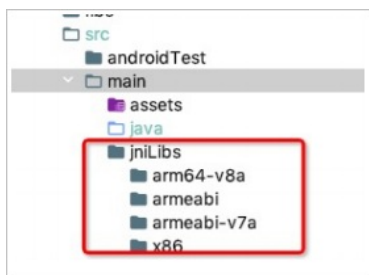 src
androidTest
main
assets
java
jniLibs
arm64-v8a
armeabi
armeabi-v7a
x86